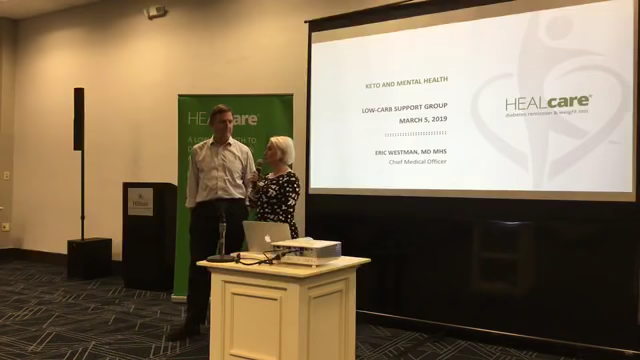 KETO AND MENTAL HEALTH
LOW-CARB SUPPORT GROUP
MARCH 5, 2019
ERIC WESTMAN, MD MHS
Chief Medical Officer
HEALcare®
diabetes remission & weight loss
HEALcare®
Hilton